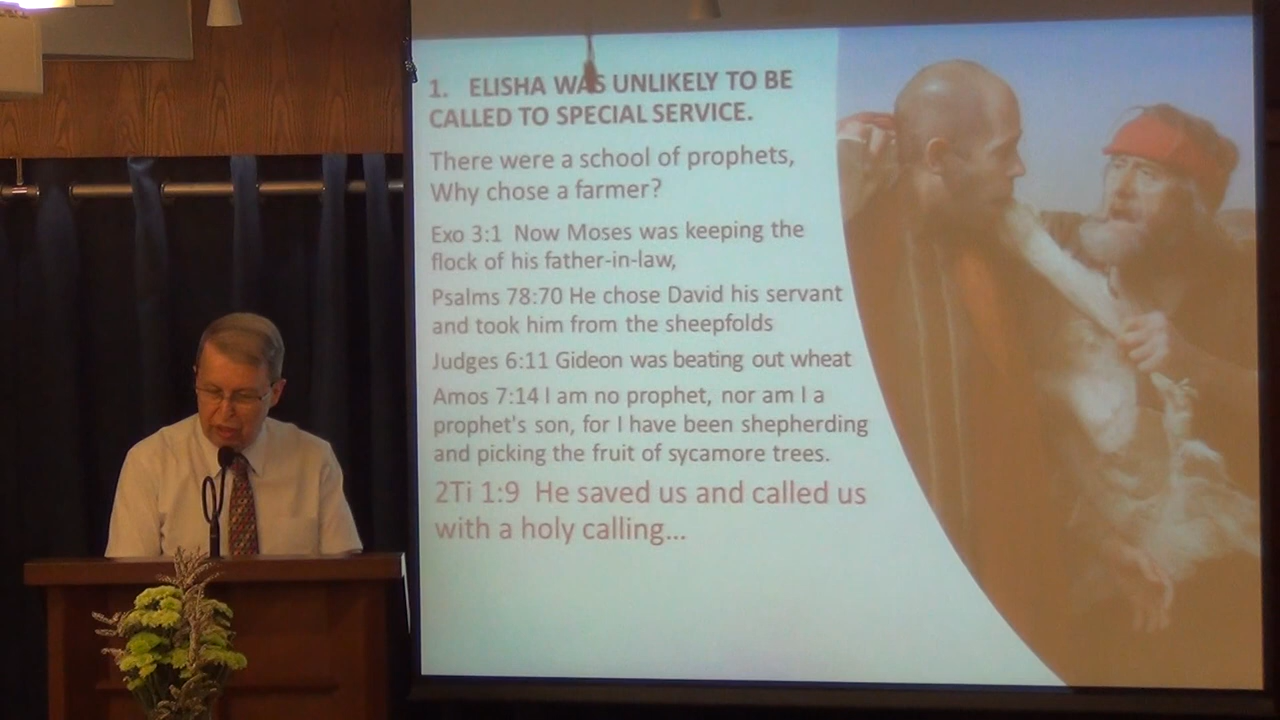 1. ELISHA WAS UNLIKELY TO BE
CALLED TO SPECIAL SERVICE.
There were a school of prophets,
Why chose a farmer?
Exo 3:1 Now Moses was keeping the
flock of his father-in-law,
Psalms 78:70 He chose David his servant
and took him from the sheepfolds
Judges 6:11 Gideon was beating out wheat
Amos 7:14 I am no prophet, nor am I a
prophet's son, for I have been shepherding
and picking the fruit of sycamore trees.
2Ti 1:9 He saved us and called us
with a holy calling...